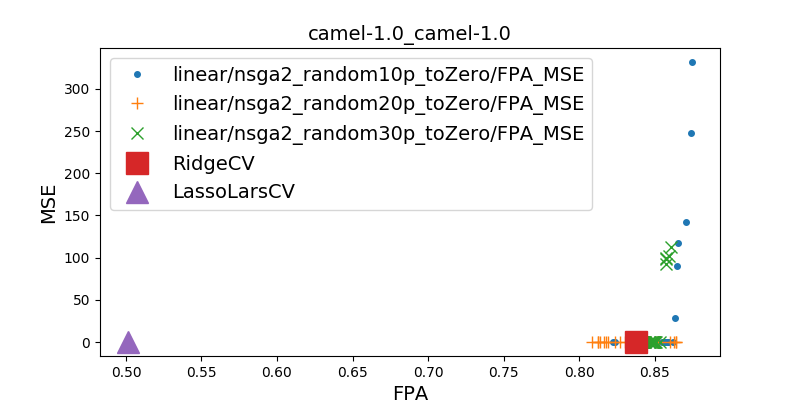 camel-1.0_camel-1.0
linear/nsga2_random10p_toZero/FPA_MSE
linear/nsga2_random20p_toZero/FPA_MSE
linear/nsga2_random30p_toZero/FPA_MSE
RidgeCV
LassoLarsCV
MSE
300
250
200
150
100
50
0
0.50 0.55 0.60 0.65 0.70 0.75 0.80 0.85
FPA